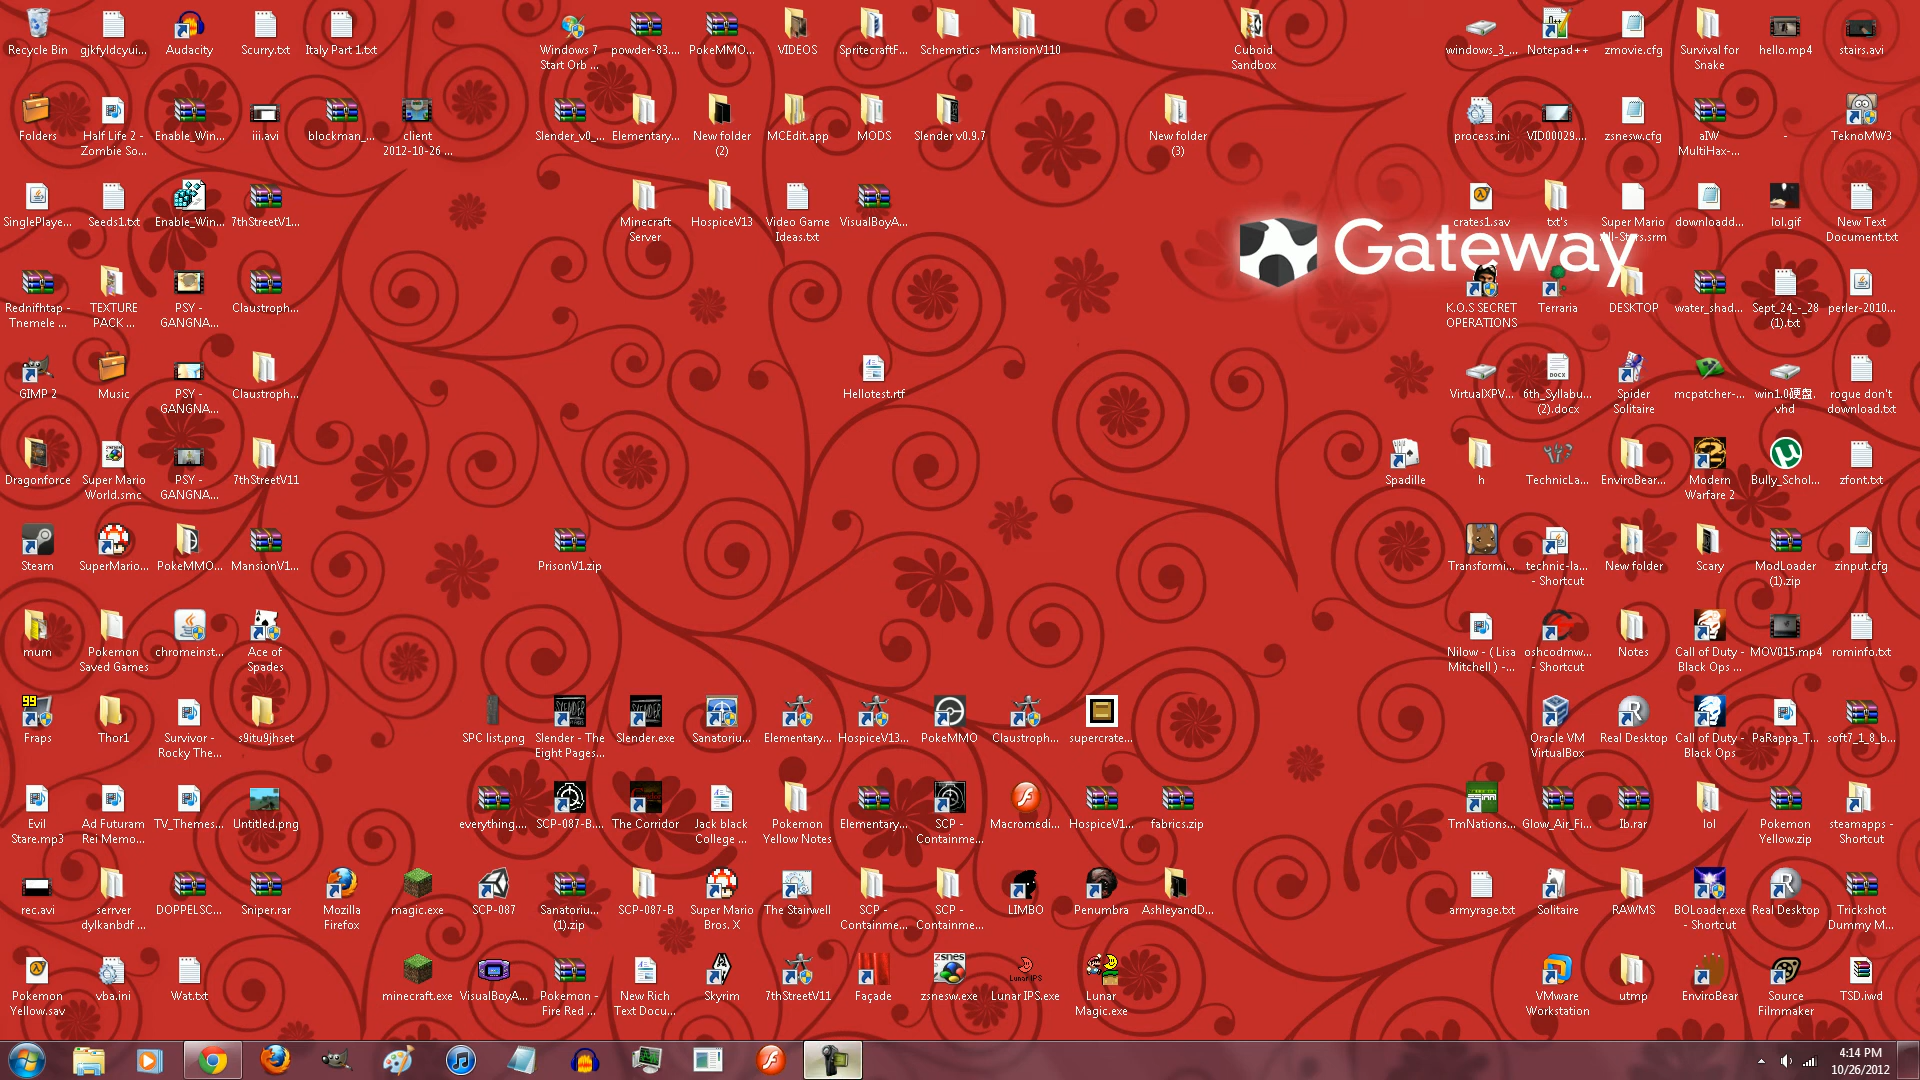 Recycle Bin
gjkfyldcyui...
Audacity
Scurry.txt
Italy Part 1.txt
Windows 7
Start Orb ...
powder-83....
PokeMMO...
VIDEOS
SpritecraftF...
Schematics
MansionV110
Cuboid
Sandbox
windows_3_...
Notepad++
zmovie.cfg
Survival for
Snake
hello.mp4
stairs.avi
Folders
Half Life 2 -
Zombie So...
Enable_Win...
iii.avi
blockman_...
client
2012-10-26 ...
Slender_v0_...
Elementary...
New folder
(2)
MCEdit.app
MODS
Slender v0.9.7
New folder
(3)
process.ini
VID00029....
zsnesw.cfg
aIW
MultiHax-...
-
TeknoMW3
SinglePlaye...
Seeds1.txt
Enable_Win...
7thStreetV1...
Minecraft
Server
HospiceV13
Video Game
Ideas.txt
VisualBoyA...
Gateway
crates1.sav
txt's
Super Mario
All-Stars.srm
downloadd...
lol.gif
New Text
Document.txt
Rednifhtap -
Tnemele ...
TEXTURE
PACK ...
PSY -
GANGNA...
Claustroph...
K.O.S SECRET
OPERATIONS
Terraria
DESKTOP
water_shad...
Sept_24_-_28
(1).txt
perler-2010...
GIMP 2
Music
PSY -
GANGNA...
Claustroph...
Hellotest.rtf
VirtualXPV...
6th_Syllabu...
(2).docx
Spider
Solitaire
mcpatcher-...
win1.0硬盘.
vhd
rogue don't
download.txt
Dragonforce
Super Mario
World.smc
PSY -
GANGNA...
7thStreetV11
Spadille
h
TechnicLa...
EnviroBear...
Modern
Warfare 2
Bully_Schol...
zfont.txt
Steam
SuperMario...
PokeMMO...
MansionV1...
PrisonV1.zip
Transformi...
technic-la...
- Shortcut
New folder
Scary
ModLoader
(1).zip
zinput.cfg
mum
Pokemon
Saved Games
chromeinst...
Ace of
Spades
Nilow - ( Lisa
Mitchell ) -...
oshcodmw...
- Shortcut
Notes
Call of Duty -
Black Ops ...
MOV015.mp4
rominfo.txt
Fraps
Thor1
Survivor -
Rocky The...
s9itu9jhset
SPC list.png
Slender - The
Eight Pages...
Slender.exe
Sanatoriu...
Elementary...
HospiceV13...
PokeMMO
Claustroph...
supercrate...
Oracle VM
VirtualBox
Real Desktop
Call of Duty -
Black Ops
PaRappa_T...
soft7_1_8_b...
Evil
Stare.mp3
Ad Futuram
Rei Memo...
TV_Themes...
Untitled.png
everything....
SCP-087-B....
The Corridor
Jack black
College ...
Pokemon
Yellow Notes
Elementary...
SCP -
Containme...
Macromedi...
HospiceV1...
fabrics.zip
TmNations...
Glow_Air_Fi...
Ib.rar
lol
Pokemon
Yellow.zip
steamapps -
Shortcut
rec.avi
serrver
dylkanbdf ...
DOPPELSC...
Sniper.rar
Mozilla
Firefox
magic.exe
SCP-087
Sanatoriu...
(1).zip
SCP-087-B
Super Mario
Bros. X
The Stairwell
SCP -
Containme...
SCP -
Containme...
LIMBO
Penumbra
AshleyandD...
armyrage.txt
Solitaire
RAWMS
BOLoader.exe
- Shortcut
Real Desktop
Trickshot
Dummy M...
Pokemon
Yellow.sav
vba.ini
Wat.txt
minecraft.exe
VisualBoyA...
Pokemon -
Fire Red ...
New Rich
Text Docu...
Skyrim
7thStreetV11
Façade
zsnesw.exe
Lunar IPS.exe
Lunar
Magic.exe
VMware
Workstation
utmp
EnviroBear
Source
Filmmaker
TSD.iwd
4:14 PM
10/26/2012